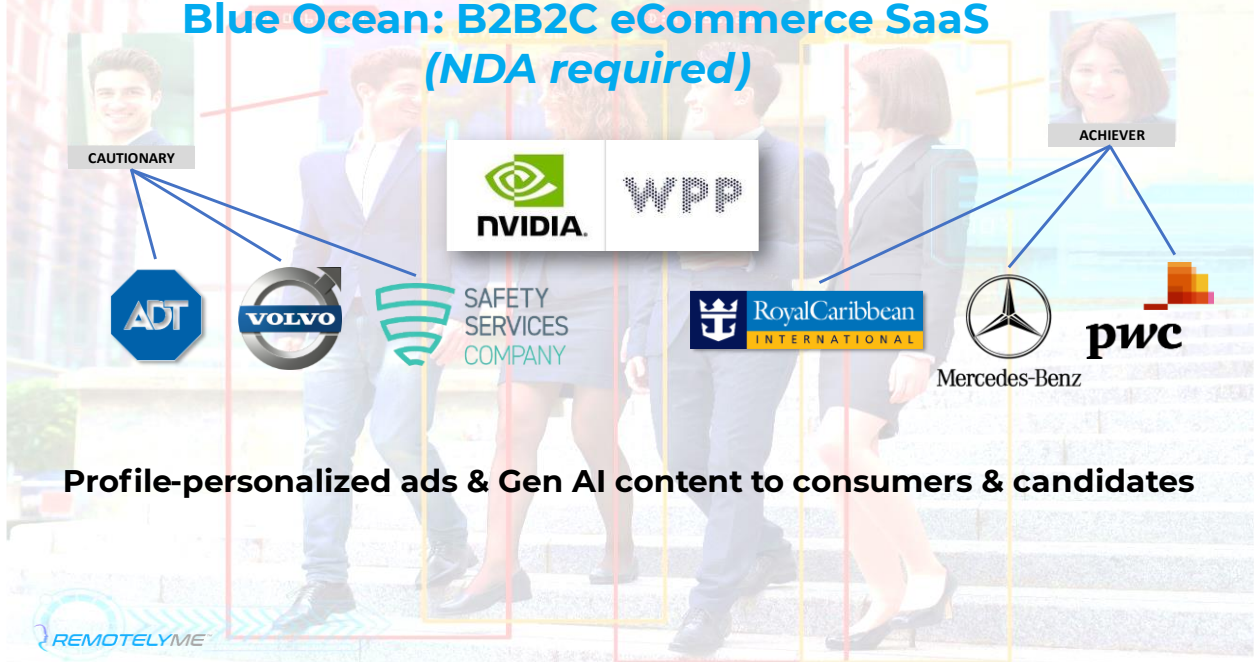 Blue Ocean: B2B2C eCommerce SaaS
(NDA required)
CAUTIONARY
ACHIEVER
NVIDIA.
WPP
ADT
VOLVO
SAFETY
SERVICES
COMPANY
RoyalCaribbean
INTERNATIONAL
Mercedes-Benz
pwc
Profile-personalized ads & Gen AI content to consumers & candidates
REMOTELYME